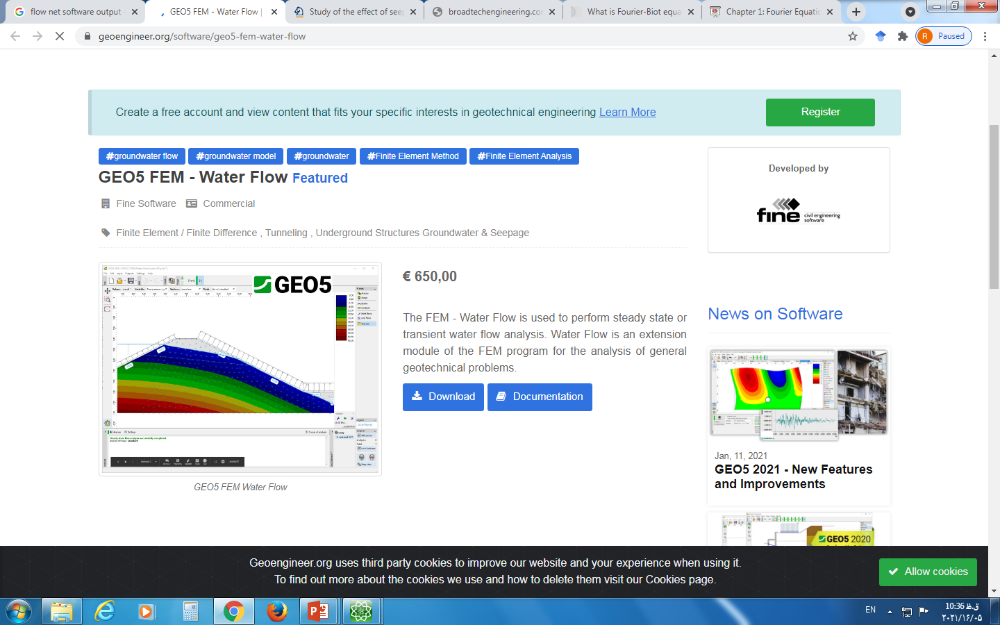 flow net software output
GEO5 FEM - Water Flow |
Study of the effect of see
broadtechengineering.co
What is Fourier-Biot equa
Chapter 1: Fourier Equatio
geoengineer.org/software/geo5-fem-water-flow
R Paused
Create a free account and view content that fits your specific interests in geotechnical engineering Learn More
Register
#groundwater flow #groundwater model #groundwater #Finite Element Method #Finite Element Analysis
GEO5 FEM - Water Flow Featured
Fine Software Commercial
Finite Element / Finite Difference , Tunneling , Underground Structures Groundwater & Seepage
Developed by
fine civil engineering
software
GEO5
€ 650,00
The FEM - Water Flow is used to perform steady state or
transient water flow analysis. Water Flow is an extension
module of the FEM program for the analysis of general
geotechnical problems.
Download
Documentation
GEO5 FEM Water Flow
News on Software
Jan, 11, 2021
GEO5 2021 - New Features
and Improvements
GEO5 2020
Geoengineer.org uses third party cookies to improve our website and your experience when using it.
To find out more about the cookies we use and how to delete them visit our Cookies page.
Allow cookies
EN
10:36 ق.ظ
۲۰۲۱/۱۶/۰۵